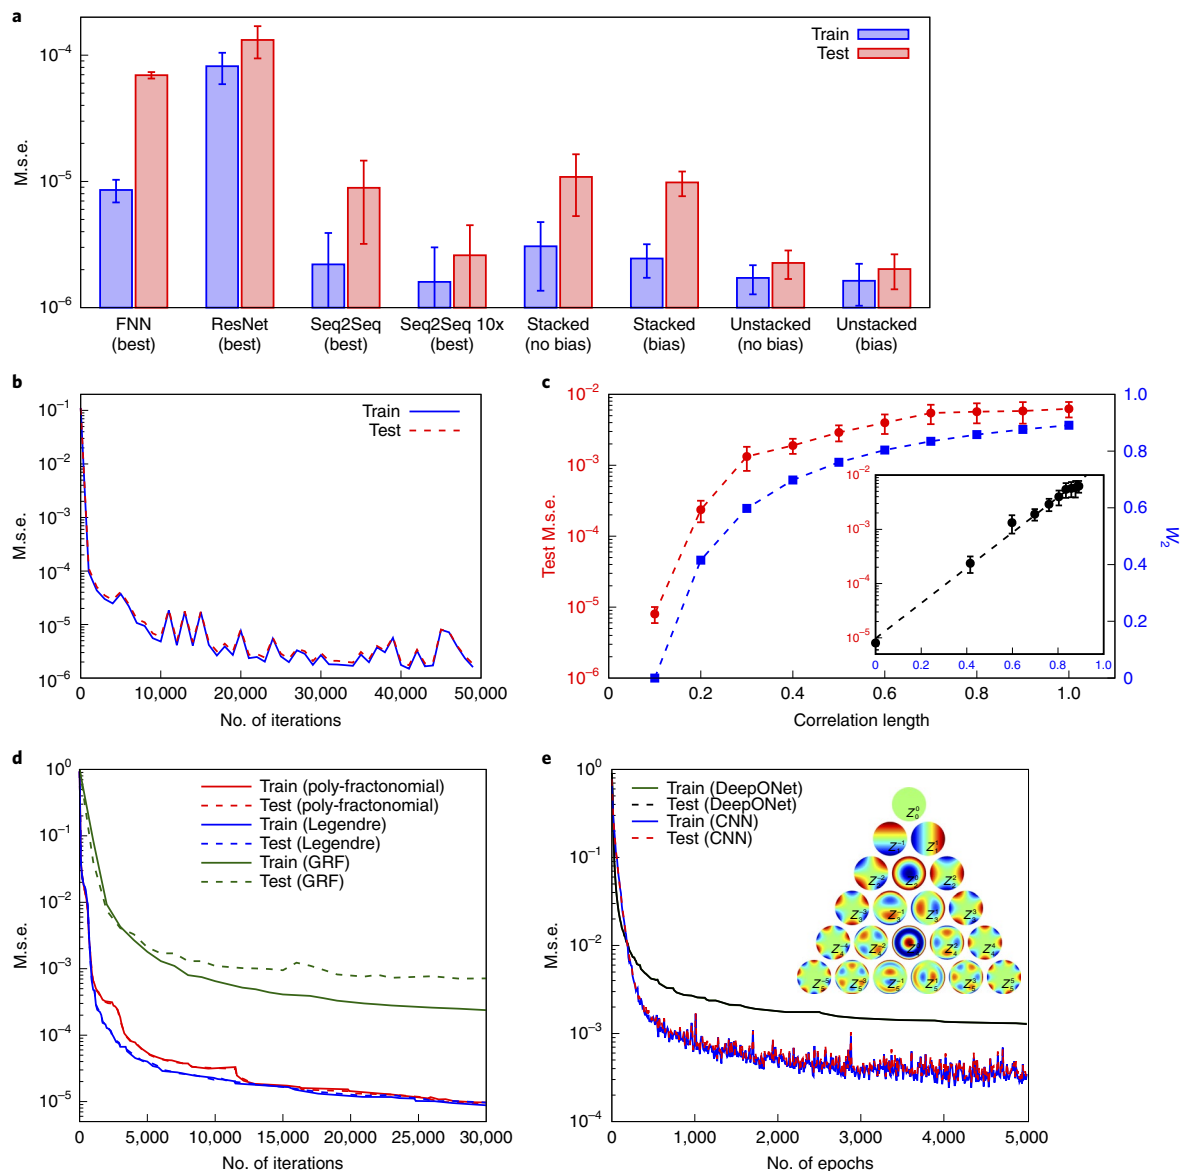 a
10⁻⁴
10⁻⁵
10⁻⁶
M.s.e.
Train
Test
FNN
(best)
ResNet
(best)
Seq2Seq
(best)
Seq2Seq 10x
(best)
Stacked
(no bias)
Stacked
(bias)
Unstacked
(no bias)
Unstacked
(bias)
b
10⁻¹
10⁻²
10⁻³
10⁻⁴
10⁻⁵
10⁻⁶
M.s.e.
Train
Test
0
10,000
20,000
30,000
40,000
50,000
No. of iterations
c
10⁻²
10⁻³
10⁻⁴
10⁻⁵
10⁻⁶
Test M.s.e.
1.0
0.8
0.6
0.4
0.2
0
W₂
10⁻²
10⁻³
10⁻⁴
10⁻⁵
0
0.2
0.4
0.6
0.8
1.0
0
0.2
0.4
0.6
0.8
1.0
Correlation length
d
10⁰
10⁻¹
10⁻²
10⁻³
10⁻⁴
10⁻⁵
M.s.e.
Train (poly-fractonomial)
Test (poly-fractonomial)
Train (Legendre)
Test (Legendre)
Train (GRF)
Test (GRF)
0
5,000
10,000
15,000
20,000
25,000
30,000
No. of iterations
e
10⁰
10⁻¹
10⁻²
10⁻³
10⁻⁴
M.s.e.
Train (DeepONet)
Test (DeepONet)
Train (CNN)
Test (CNN)
0
1,000
2,000
3,000
4,000
5,000
No. of epochs